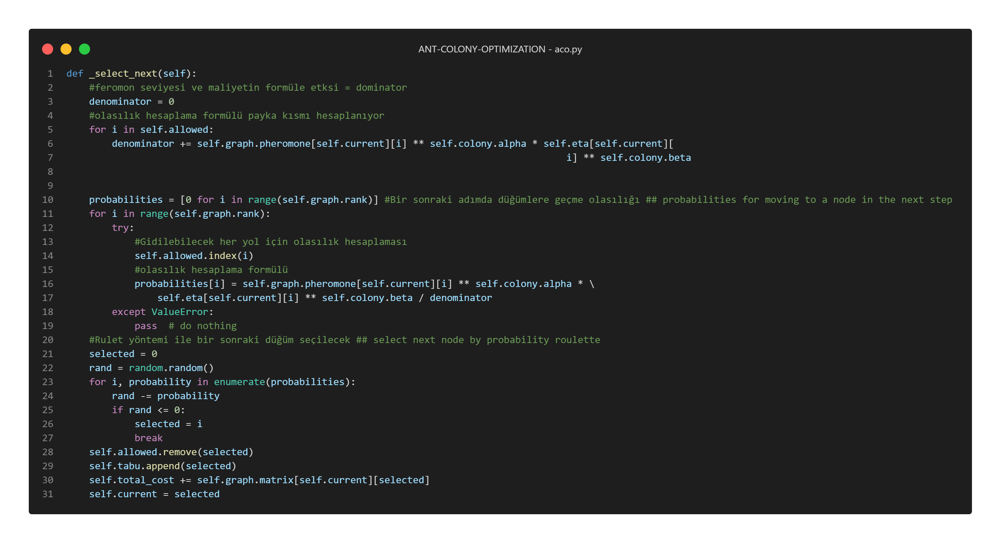 ANT-COLONY-OPTIMIZATION - aco.py
1 def _select_next(self):
2     #feromon seviyesi ve maliyetin formüle etksi = dominator
3     denominator = 0
4     #olasılık hesaplama formülü payka kısmı hesaplanıyor
5     for i in self.allowed:
6         denominator += self.graph.pheromone[self.current][i] ** self.colony.alpha * self.eta[self.current][
7                                                                                         i] ** self.colony.beta
8
9
10     probabilities = [0 for i in range(self.graph.rank)] #Bir sonraki adımda düğümlere geçme olasılığı ## probabilities for moving to a node in the next step
11     for i in range(self.graph.rank):
12         try:
13             #Gidilebilecek her yol için olasılık hesaplaması
14             self.allowed.index(i)
15             #olasılık hesaplama formülü
16             probabilities[i] = self.graph.pheromone[self.current][i] ** self.colony.alpha * \
17                 self.eta[self.current][i] ** self.colony.beta / denominator
18         except ValueError:
19             pass  # do nothing
20     #Rulet yöntemi ile bir sonraki düğüm seçilecek ## select next node by probability roulette
21     selected = 0
22     rand = random.random()
23     for i, probability in enumerate(probabilities):
24         rand -= probability
25         if rand <= 0:
26             selected = i
27             break
28     self.allowed.remove(selected)
29     self.tabu.append(selected)
30     self.total_cost += self.graph.matrix[self.current][selected]
31     self.current = selected